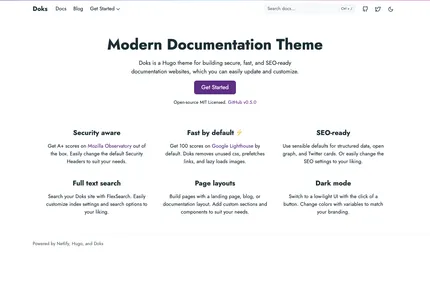 Doks Docs Blog Get Started Search docs... Ctrl + /
Modern Documentation Theme
Doks is a Hugo theme for building secure, fast, and SEO-ready
documentation websites, which you can easily update and customize.
Get Started
Open-source MIT Licensed. GitHub v0.5.0
Security aware
Get A+ scores on Mozilla Observatory out of
the box. Easily change the default Security
Headers to suit your needs.
Fast by default ⚡
Get 100 scores on Google Lighthouse by
default. Doks removes unused css, prefetches
links, and lazy loads images.
SEO-ready
Use sensible defaults for structured data, open
graph, and Twitter cards. Or easily change the
SEO settings to your liking.
Full text search
Search your Doks site with FlexSearch. Easily
customize index settings and search options to
your liking.
Page layouts
Build pages with a landing page, blog, or
documentation layout. Add custom sections and
components to suit your needs.
Dark mode
Switch to a low-light UI with the click of a
button. Change colors with variables to match
your branding.
Powered by Netlify, Hugo, and Doks